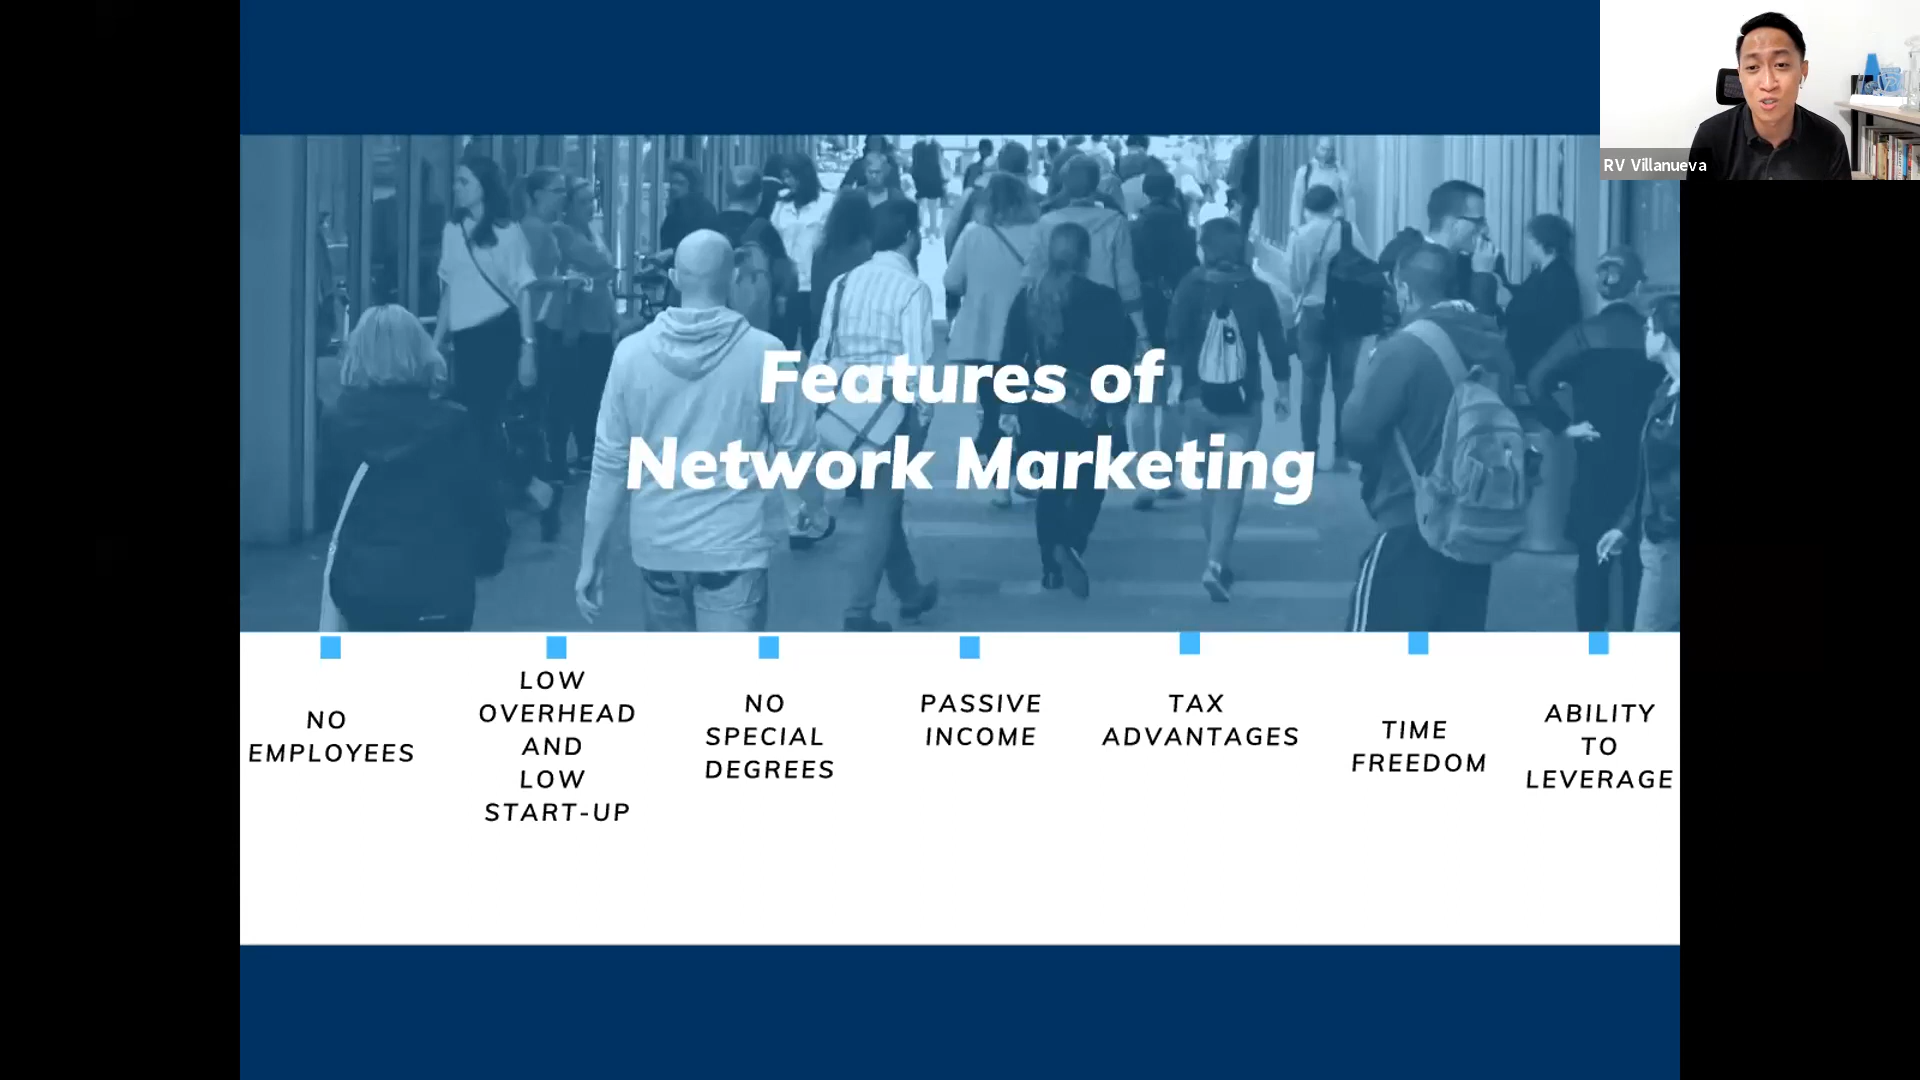 RV Villanueva
Features of
Network Marketing
NO
EMPLOYEES
LOW
OVERHEAD
AND
LOW
START-UP
NO
SPECIAL
DEGREES
PASSIVE
INCOME
TAX
ADVANTAGES
TIME
FREEDOM
ABILITY
TO
LEVERAGE